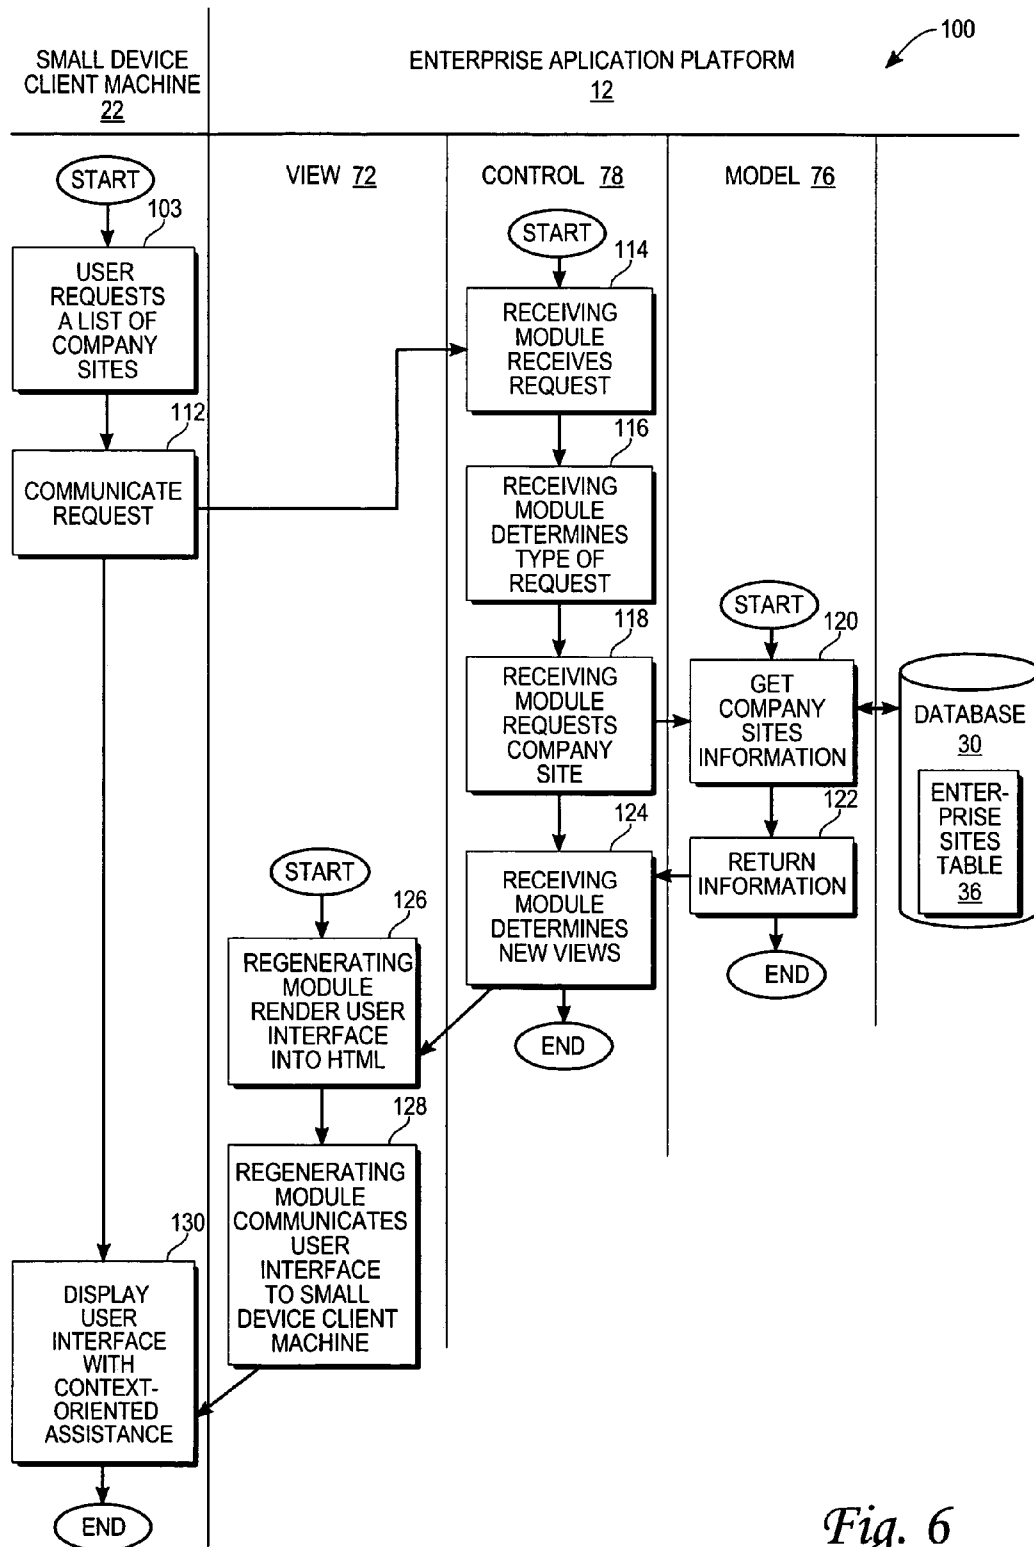 100
SMALL DEVICE
CLIENT MACHINE
22
ENTERPRISE APLICATION PLATFORM
12
VIEW 72
CONTROL 78
MODEL 76
START
103
USER
REQUESTS
A LIST OF
COMPANY
SITES
112
COMMUNICATE
REQUEST
START
114
RECEIVING
MODULE
RECEIVES
REQUEST
116
RECEIVING
MODULE
DETERMINES
TYPE OF
REQUEST
118
RECEIVING
MODULE
REQUESTS
COMPANY
SITE
START
120
GET
COMPANY
SITES
INFORMATION
DATABASE
30
ENTER-
PRISE
SITES
TABLE
36
122
RETURN
INFORMATION
END
124
RECEIVING
MODULE
DETERMINES
NEW VIEWS
END
START
126
REGENERATING
MODULE
RENDER USER
INTERFACE
INTO HTML
128
REGENERATING
MODULE
COMMUNICATES
USER
INTERFACE
TO SMALL
DEVICE CLIENT
MACHINE
130
DISPLAY
USER
INTERFACE
WITH
CONTEXT-
ORIENTED
ASSISTANCE
END
Fig. 6